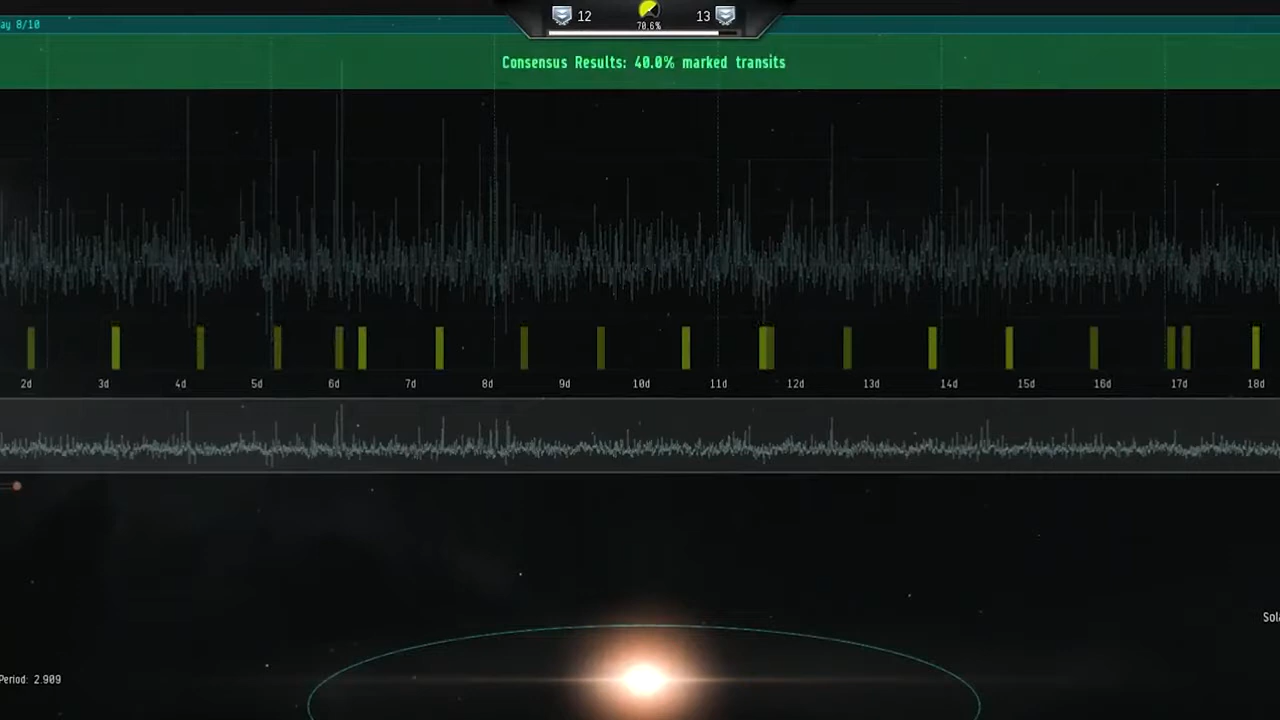 12 13
70.6%
ay 8/10
Consensus Results: 40.0% marked transits
2d 3d 4d 5d 6d 7d 8d 9d 10d 11d 12d 13d 14d 15d 16d 17d 18d
Sola
Period: 2.909